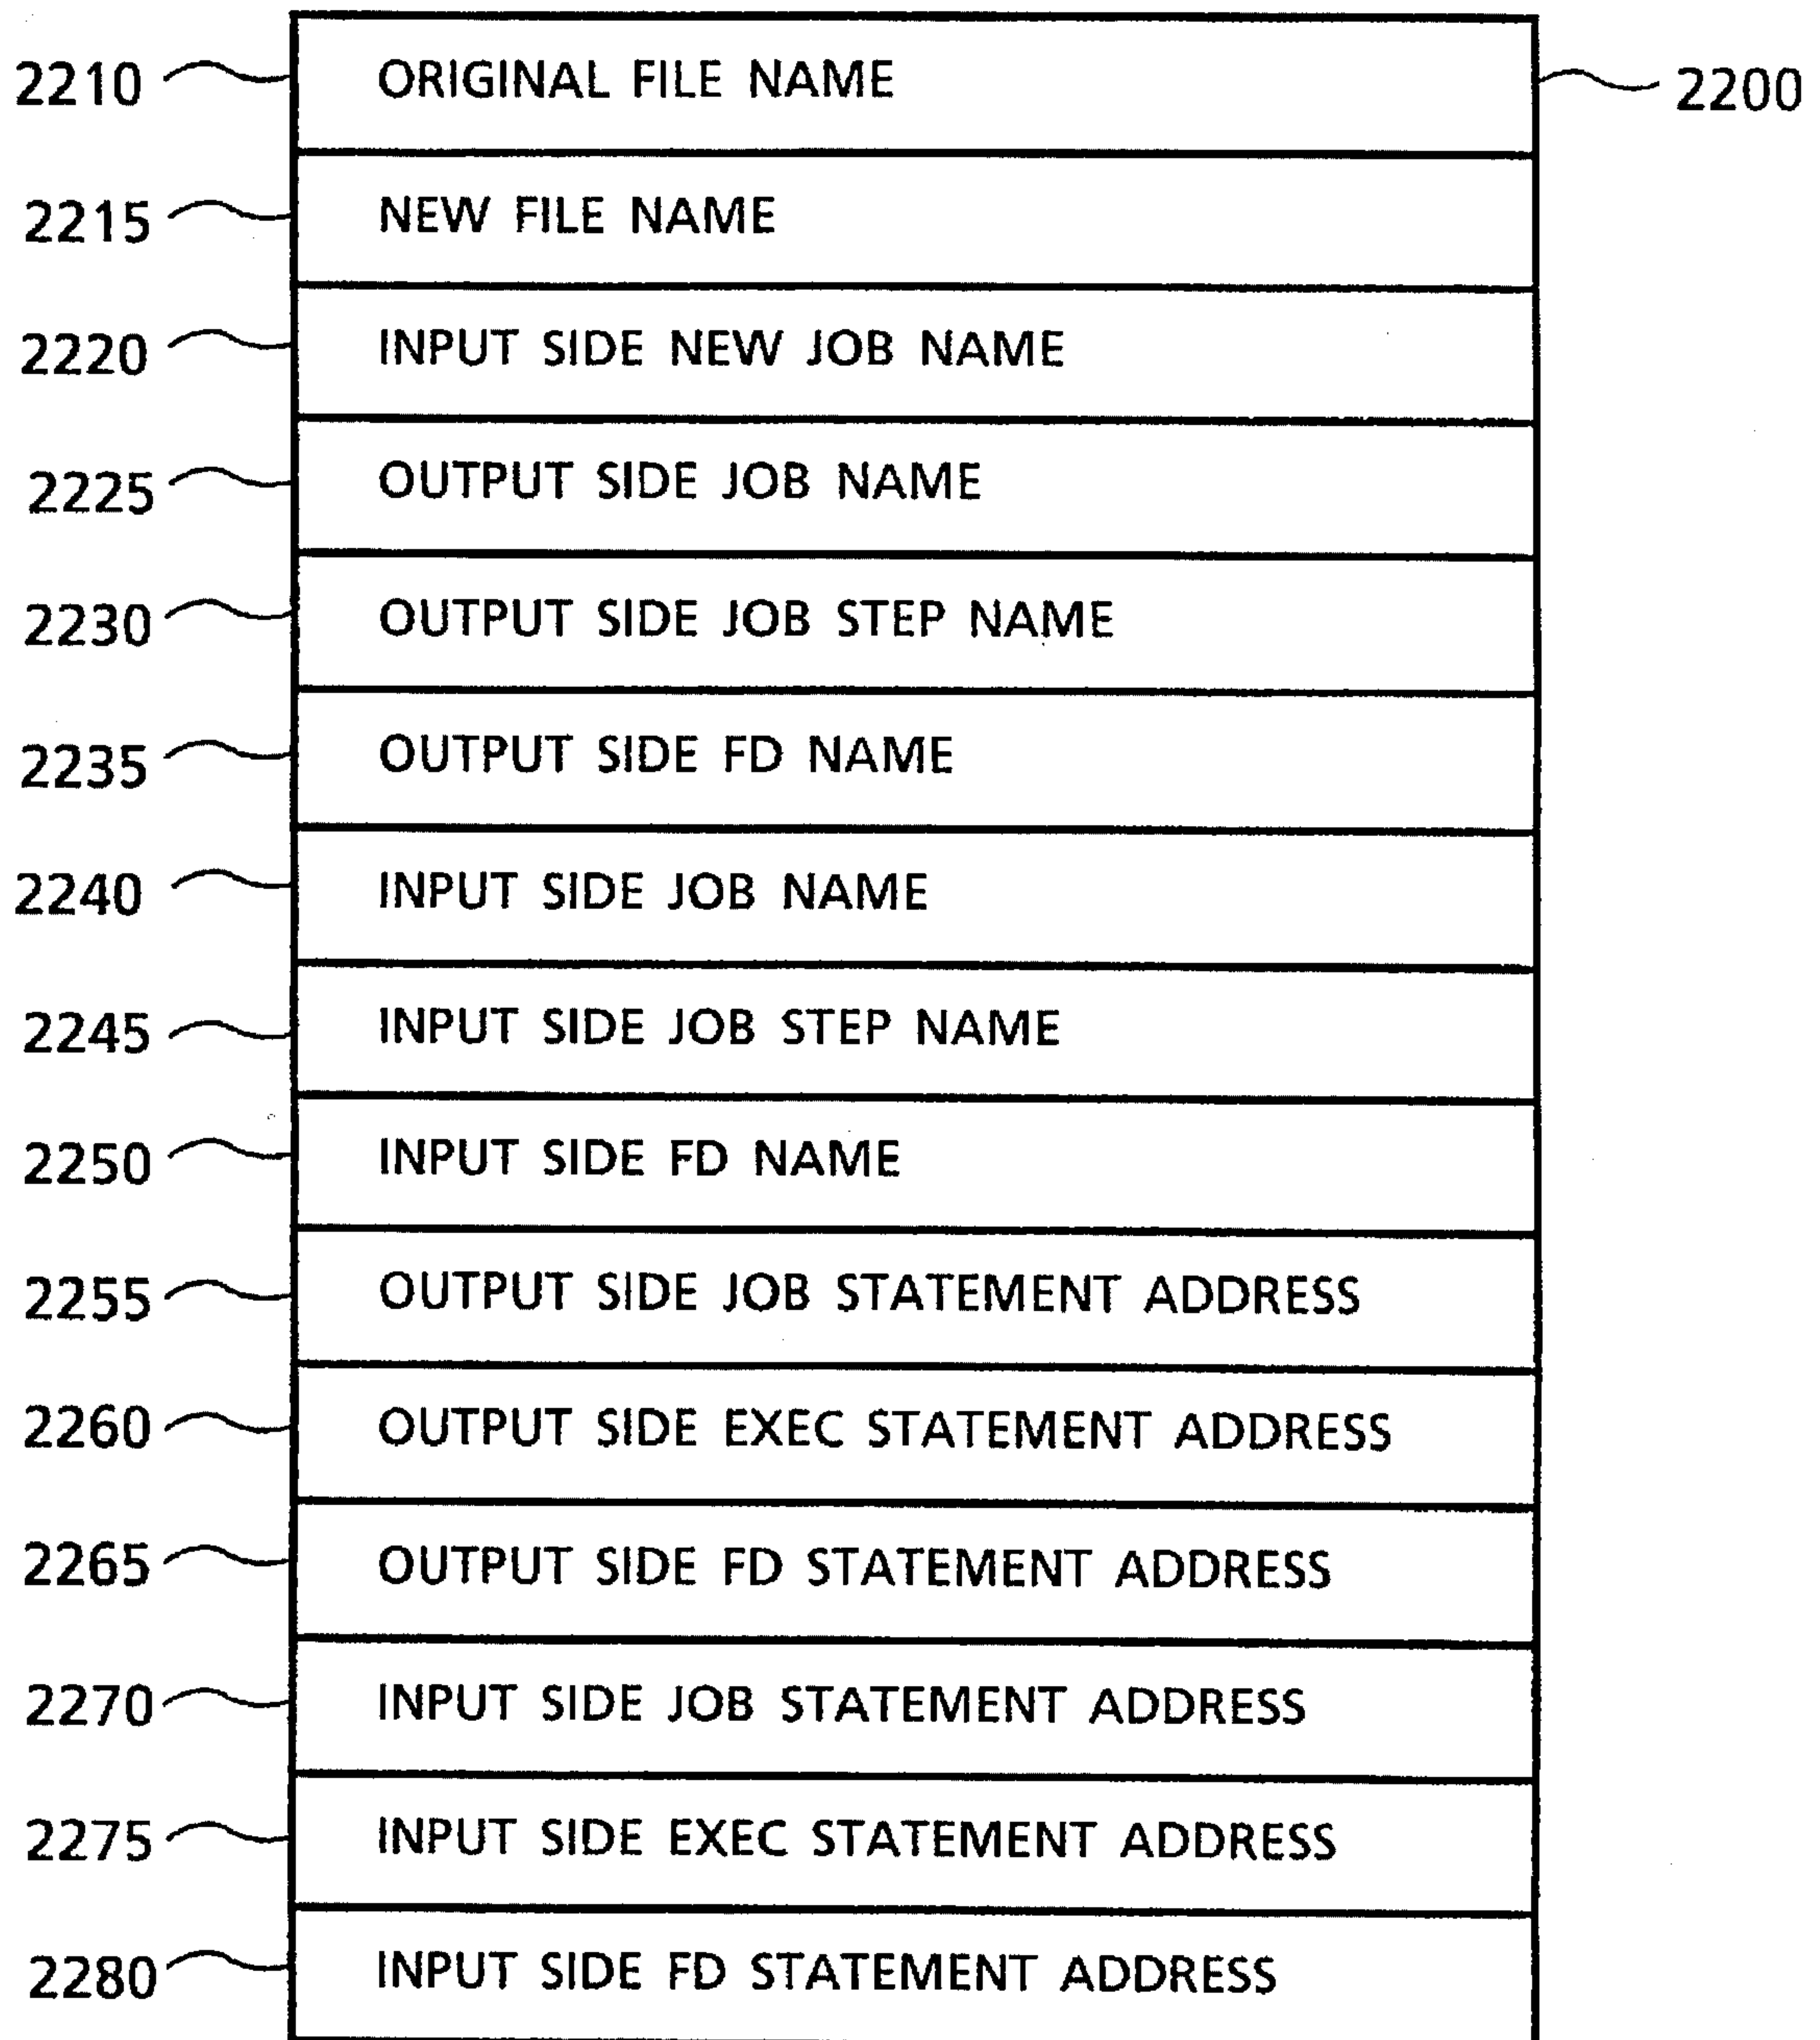 2210 ORIGINAL FILE NAME 2200
2215 NEW FILE NAME
2220 INPUT SIDE NEW JOB NAME
2225 OUTPUT SIDE JOB NAME
2230 OUTPUT SIDE JOB STEP NAME
2235 OUTPUT SIDE FD NAME
2240 INPUT SIDE JOB NAME
2245 INPUT SIDE JOB STEP NAME
2250 INPUT SIDE FD NAME
2255 OUTPUT SIDE JOB STATEMENT ADDRESS
2260 OUTPUT SIDE EXEC STATEMENT ADDRESS
2265 OUTPUT SIDE FD STATEMENT ADDRESS
2270 INPUT SIDE JOB STATEMENT ADDRESS
2275 INPUT SIDE EXEC STATEMENT ADDRESS
2280 INPUT SIDE FD STATEMENT ADDRESS